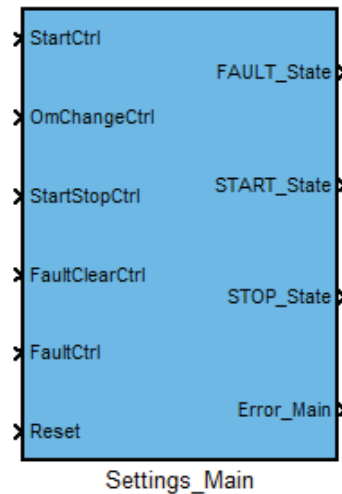 StartCtrl
FAULT_State
OmChangeCtrl
START_State
StartStopCtrl
FaultClearCtrl
STOP_State
FaultCtrl
Error_Main
Reset
Settings_Main